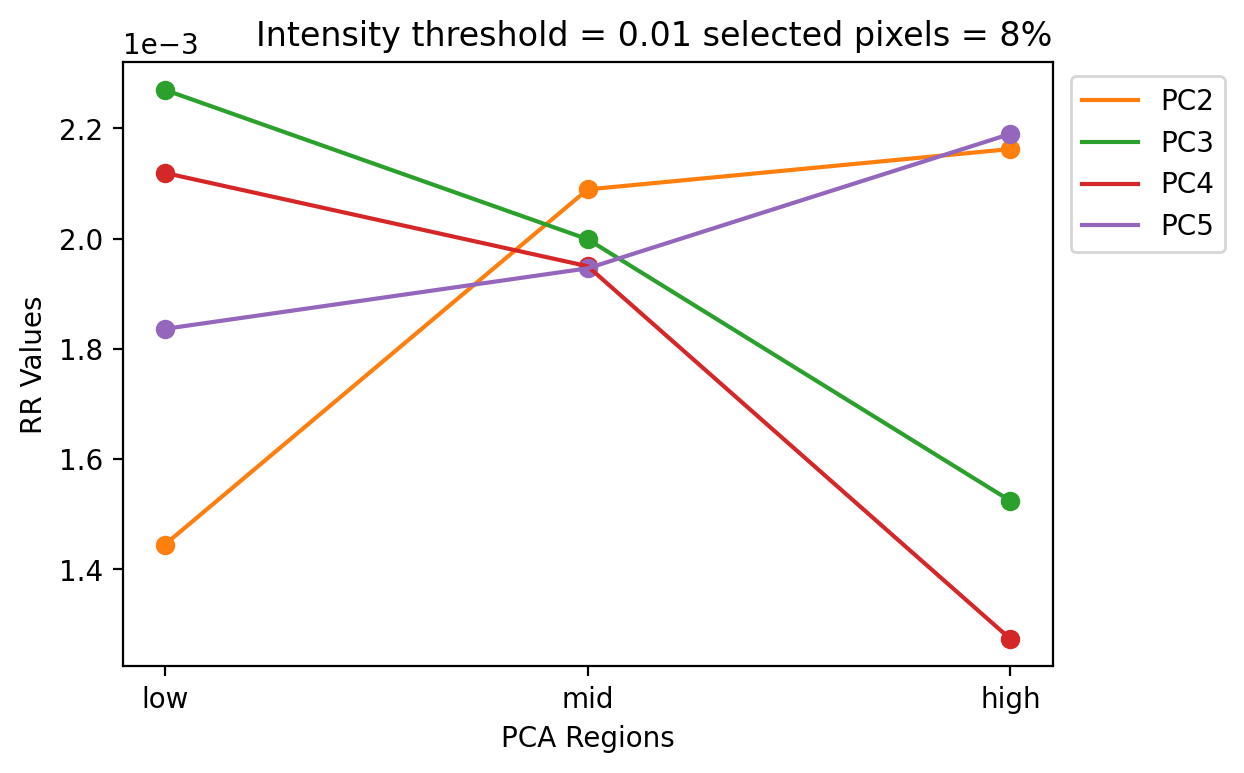 Intensity threshold = 0.01 selected pixels = 8%
1e−3
2.2
2.0
1.8
1.6
1.4
RR Values
low
mid
high
PCA Regions
PC2
PC3
PC4
PC5